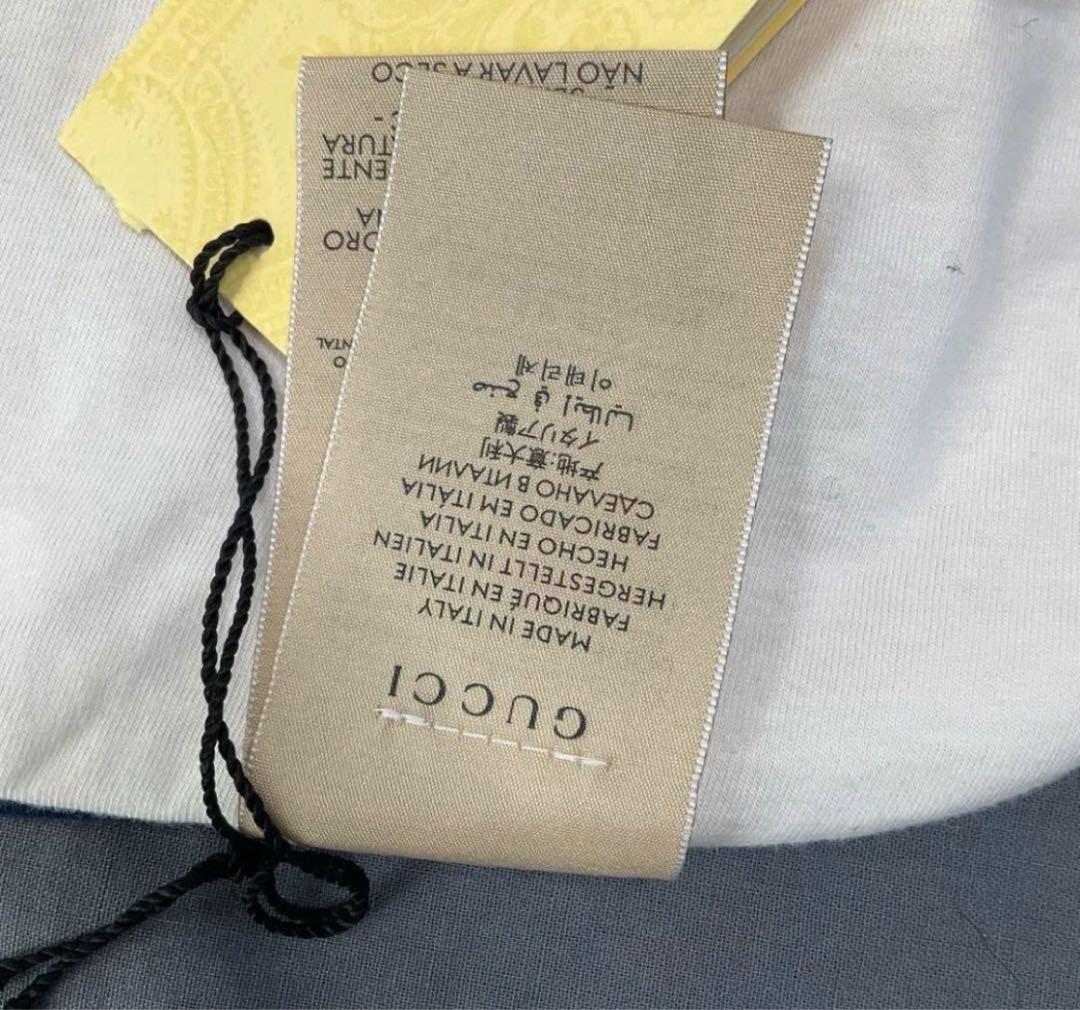 GUCCI
MADE IN ITALY
FABRIQUÉ EN ITALIE
HERGESTELLT IN ITALIEN
HECHO EN ITALIA
FABRICADO EM ITÁLIA
СДЕЛАНО В ИТАЛИИ
产地:意大利
イタリア製
صنع في إيطاليا
이태리제
NÃO LAVAR A SECO